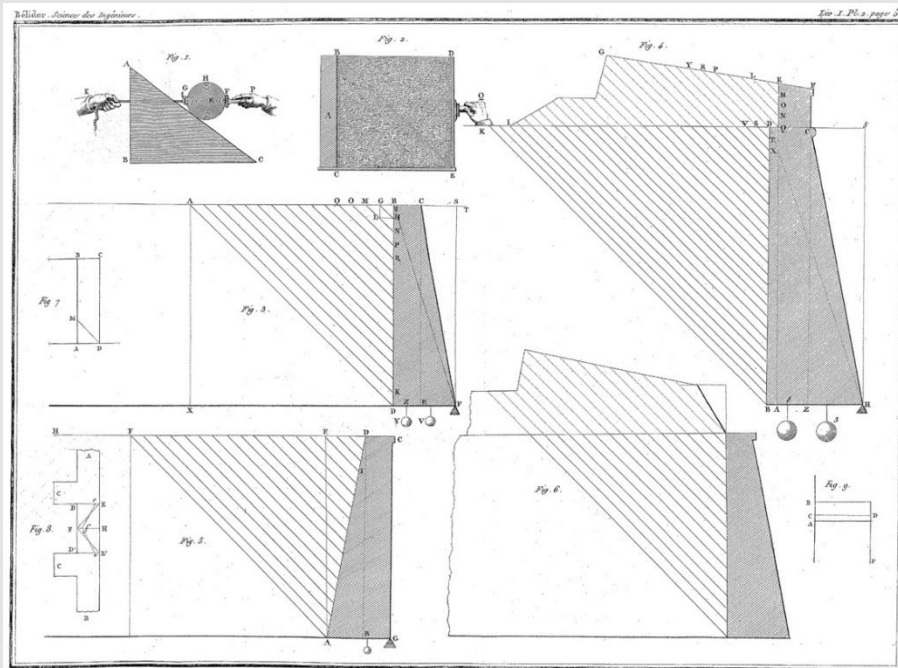 Bélidor. Science des Ingénieurs.
Liv. I. Pl. 2. page
Fig. 1.
A
K
G
H
K
F
P
B
C
Fig. 2.
B
D
A
Q
C
E
Fig. 4.
G
Y R P
L
E
F
M
O
N
I
K
V S D
Q
C
S
T
X
B A
Z
H
Fig. 3.
A
Q O M G B C S
T
L
H
N
P
R
K
X
D
Z E
F
Y V
Fig. 7
B C
M
A D
Fig. 5.
H F E D C
I
A
B
G
Fig. 8.
A
C
D
E
F
f
H
D
E'
C
B
Fig. 6.
Fig. 9.
B
C
D
A
P